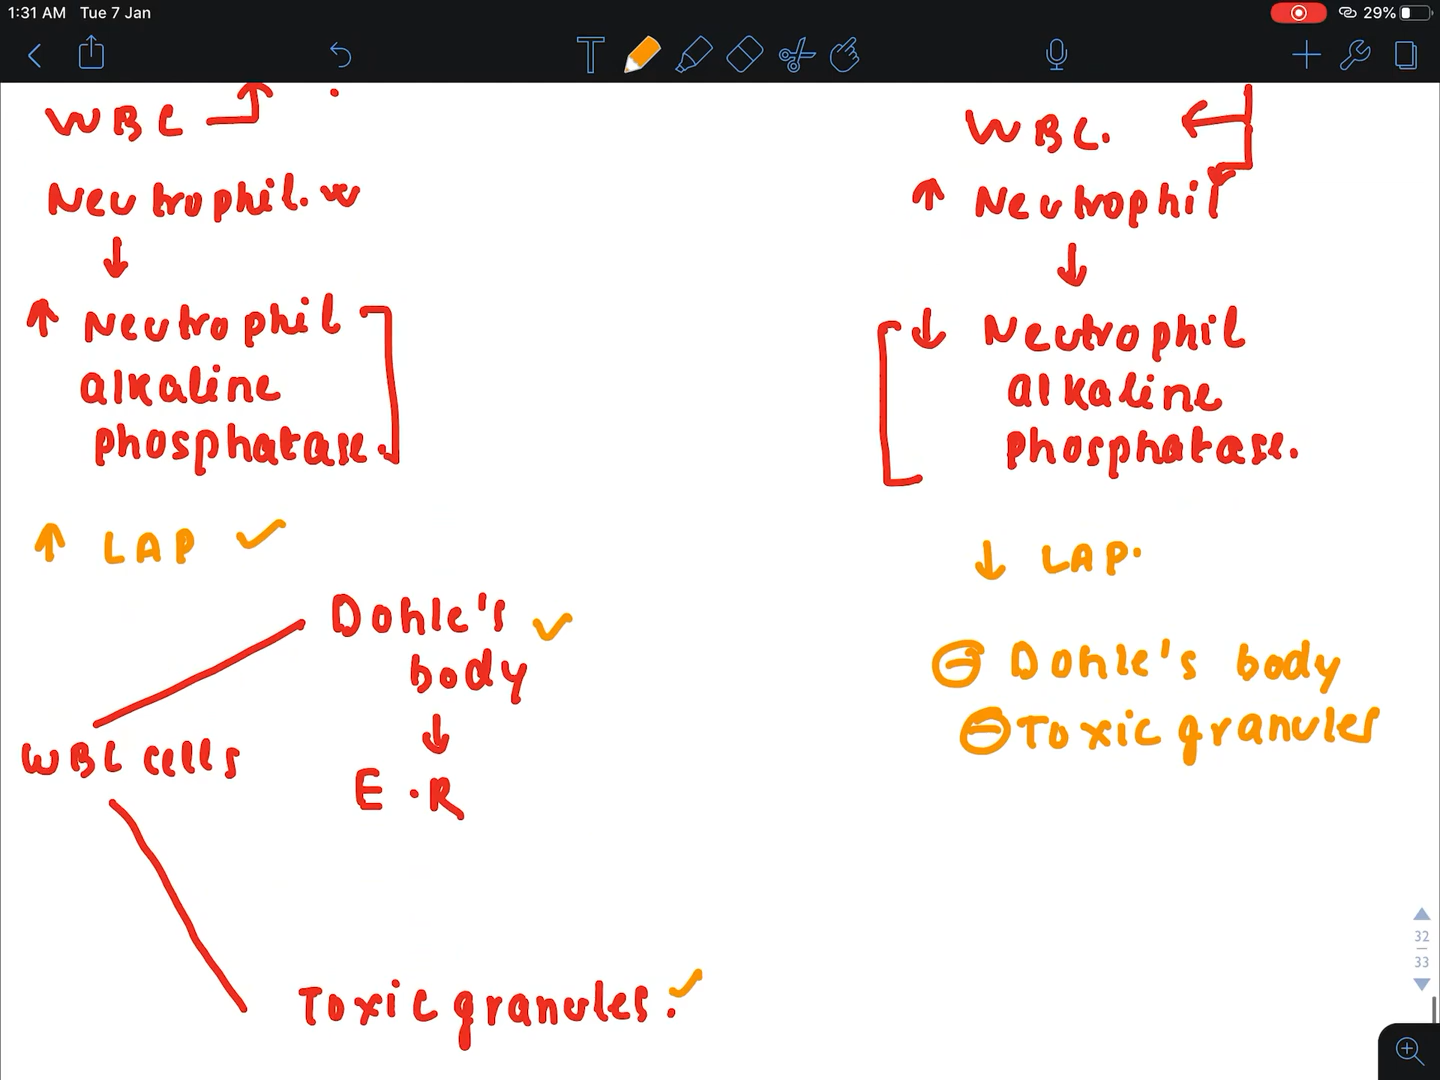 1:31 AM Tue 7 Jan
29%
T
WBC
Neutrophil.
↓
↑ Neutrophil
alkaline
phosphatase.
↑ LAP ✓
Dohle's ✓
body
↓
E.R
WBC cells
Toxic granules. ✓
WBC.
↑ Neutrophil
↓
↓ Neutrophil
alkaline
phosphatase.
↓ LAP.
⊖ Dohle's body
⊖ Toxic granules
32
33